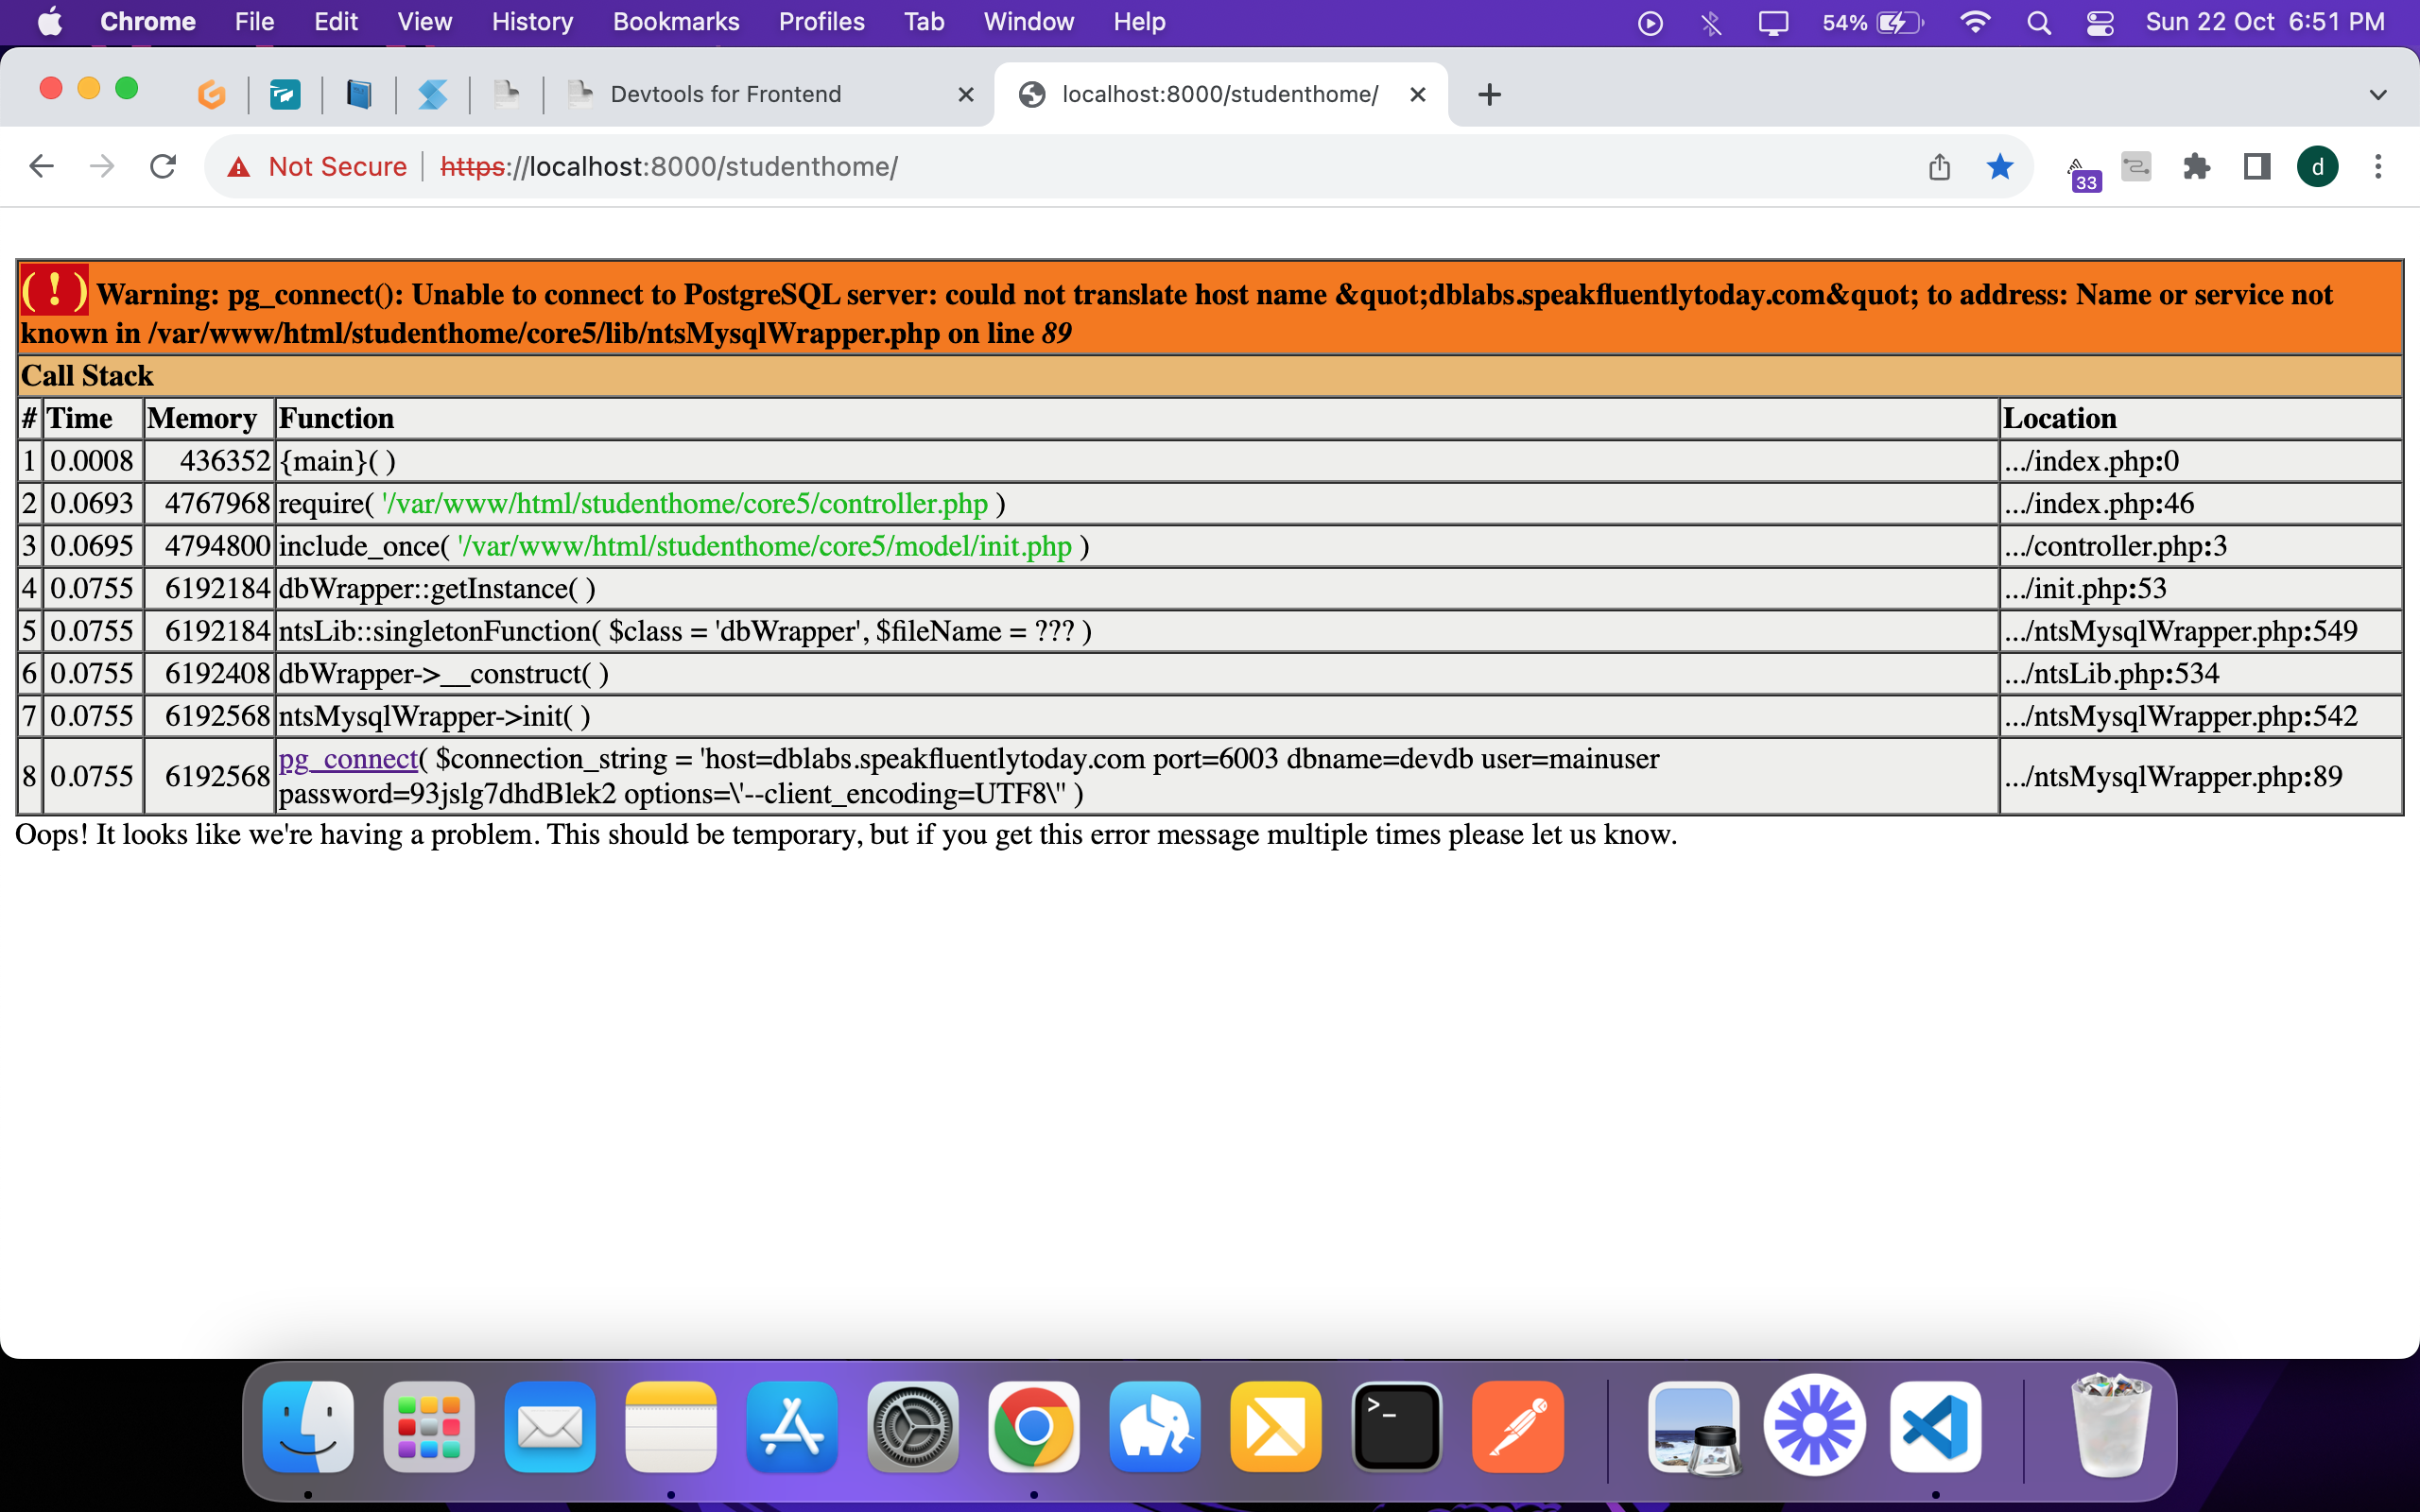 Chrome File Edit View History Bookmarks Profiles Tab Window Help 54% Sun 22 Oct 6:51 PM
Devtools for Frontend localhost:8000/studenthome/
Not Secure https://localhost:8000/studenthome/ 33 d
( ! ) Warning: pg_connect(): Unable to connect to PostgreSQL server: could not translate host name &quot;dblabs.speakfluentlytoday.com&quot; to address: Name or service not
known in /var/www/html/studenthome/core5/lib/ntsMysqlWrapper.php on line 89
Call Stack
# Time Memory Function Location
1 0.0008 436352 {main}( ) .../index.php:0
2 0.0693 4767968 require( '/var/www/html/studenthome/core5/controller.php ) .../index.php:46
3 0.0695 4794800 include_once( '/var/www/html/studenthome/core5/model/init.php ) .../controller.php:3
4 0.0755 6192184 dbWrapper::getInstance( ) .../init.php:53
5 0.0755 6192184 ntsLib::singletonFunction( $class = 'dbWrapper', $fileName = ??? ) .../ntsMysqlWrapper.php:549
6 0.0755 6192408 dbWrapper->__construct( ) .../ntsLib.php:534
7 0.0755 6192568 ntsMysqlWrapper->init( ) .../ntsMysqlWrapper.php:542
8 0.0755 6192568 pg_connect( $connection_string = 'host=dblabs.speakfluentlytoday.com port=6003 dbname=devdb user=mainuser
password=93jslg7dhdBlek2 options=\'--client_encoding=UTF8\'' ) .../ntsMysqlWrapper.php:89
Oops! It looks like we're having a problem. This should be temporary, but if you get this error message multiple times please let us know.